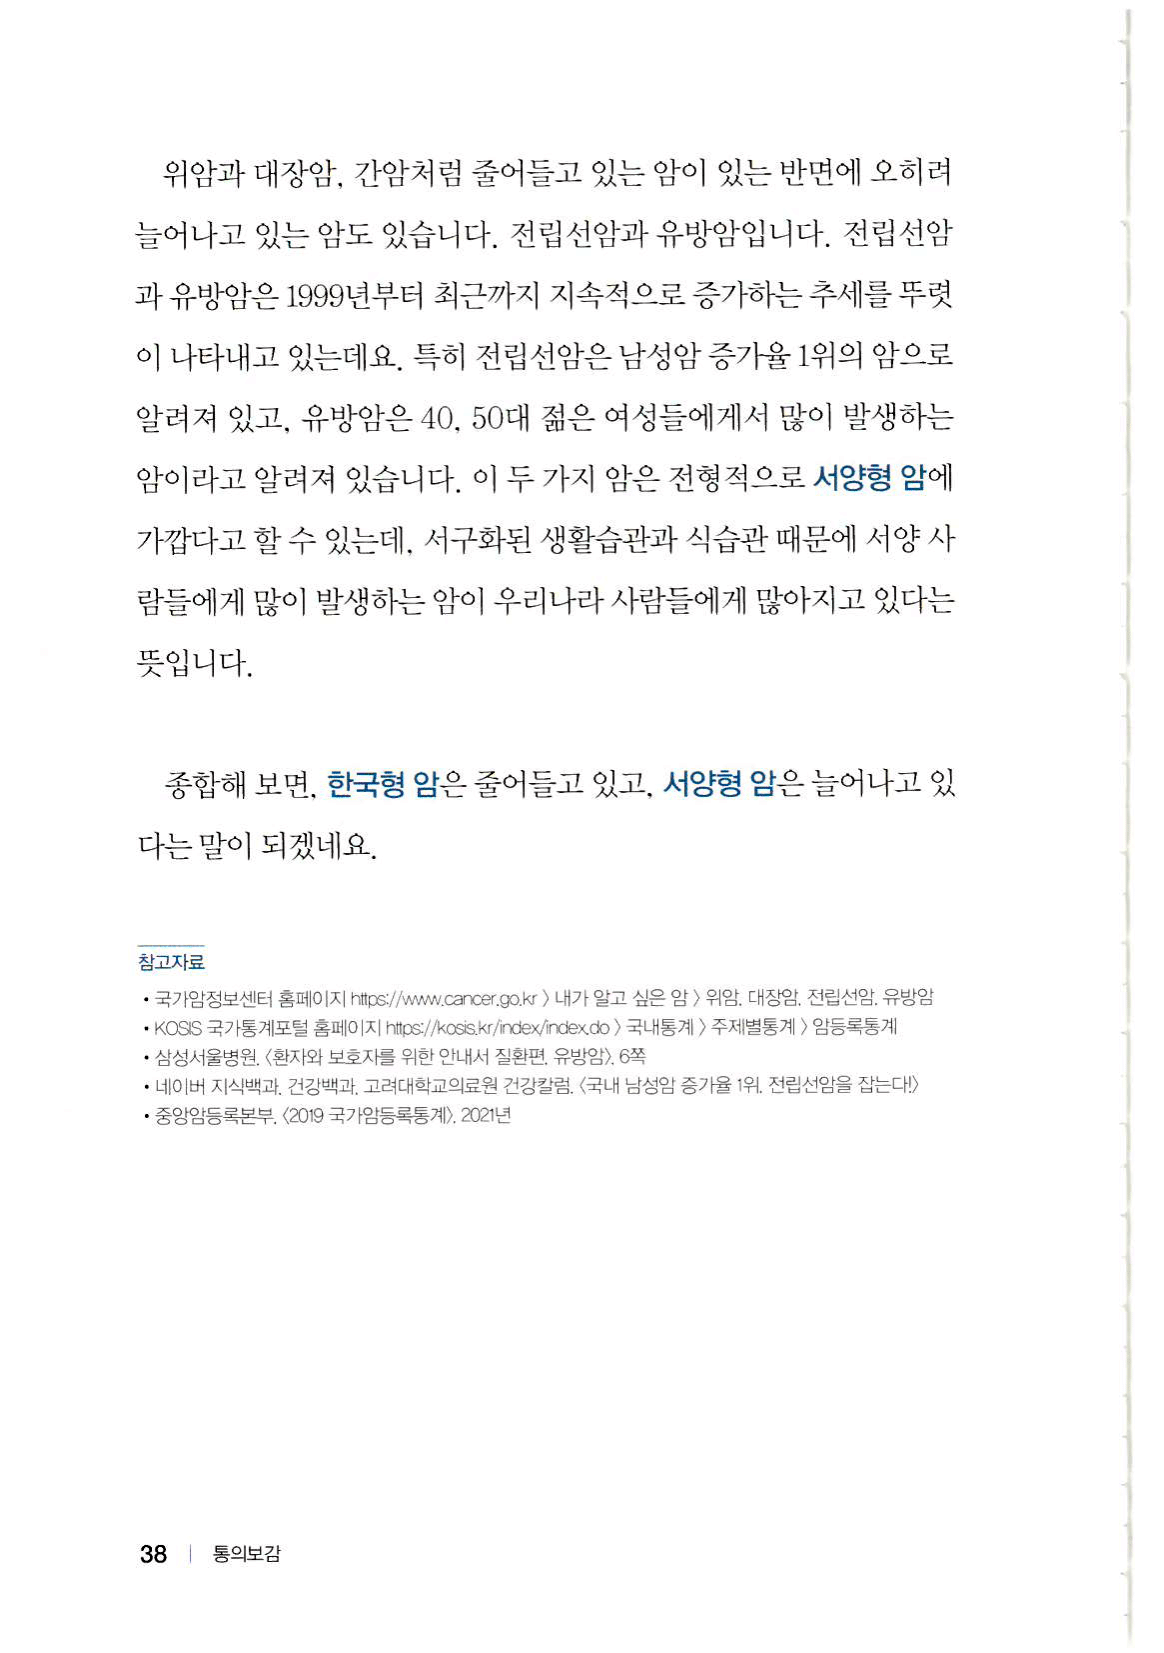 위암과 대장암, 간암처럼 줄어들고 있는 암이 있는 반면에 오히려
늘어나고 있는 암도 있습니다. 전립선암과 유방암입니다. 전립선암
과 유방암은 1999년부터 최근까지 지속적으로 증가하는 추세를 뚜렷
이 나타내고 있는데요. 특히 전립선암은 남성암 증가율 1위의 암으로
알려져 있고, 유방암은 40, 50대 젊은 여성들에게서 많이 발생하는
암이라고 알려져 있습니다. 이 두 가지 암은 전형적으로 서양형 암에
가깝다고 할 수 있는데, 서구화된 생활습관과 식습관 때문에 서양 사
람들에게 많이 발생하는 암이 우리나라 사람들에게 많아지고 있다는
뜻입니다.
종합해 보면, 한국형 암은 줄어들고 있고, 서양형 암은 늘어나고 있
다는 말이 되겠네요.
참고자료
• 국가암정보센터 홈페이지 https://www.cancer.go.kr > 내가 알고 싶은 암 > 위암, 대장암, 전립선암, 유방암
• KOSIS 국가통계포털 홈페이지 https://kosis.kr/index/index.do > 국내통계 > 주제별통계 > 암등록통계
• 삼성서울병원, <환자와 보호자를 위한 안내서 질환편, 유방암>, 6쪽
• 네이버 지식백과, 건강백과, 고려대학교의료원 건강칼럼, <국내 남성암 증가율 1위, 전립선암을 잡는다!>
• 중앙암등록본부, <2019 국가암등록통계>, 2021년
38 | 통의보감